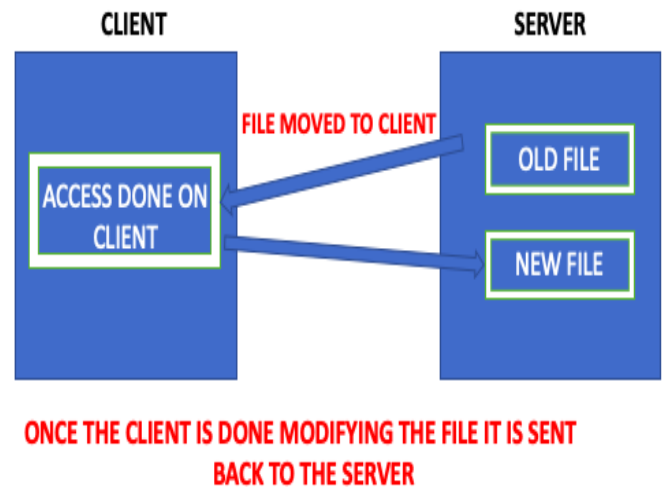 CLIENT
SERVER
FILE MOVED TO CLIENT
OLD FILE
ACCESS DONE ON
CLIENT
NEW FILE
ONCE THE CLIENT IS DONE MODIFYING THE FILE IT IS SENT
BACK TO THE SERVER